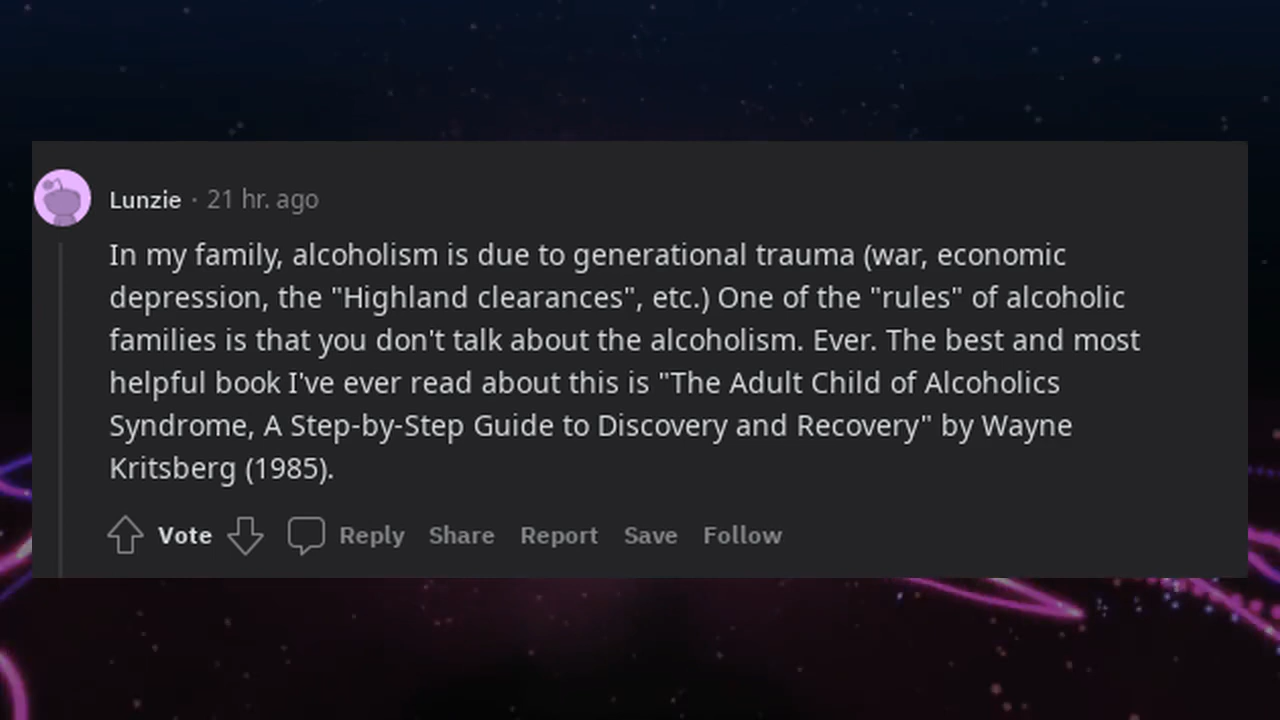 Lunzie · 21 hr. ago
In my family, alcoholism is due to generational trauma (war, economic
depression, the "Highland clearances", etc.) One of the "rules" of alcoholic
families is that you don't talk about the alcoholism. Ever. The best and most
helpful book I've ever read about this is "The Adult Child of Alcoholics
Syndrome, A Step-by-Step Guide to Discovery and Recovery" by Wayne
Kritsberg (1985).
Vote Reply Share Report Save Follow